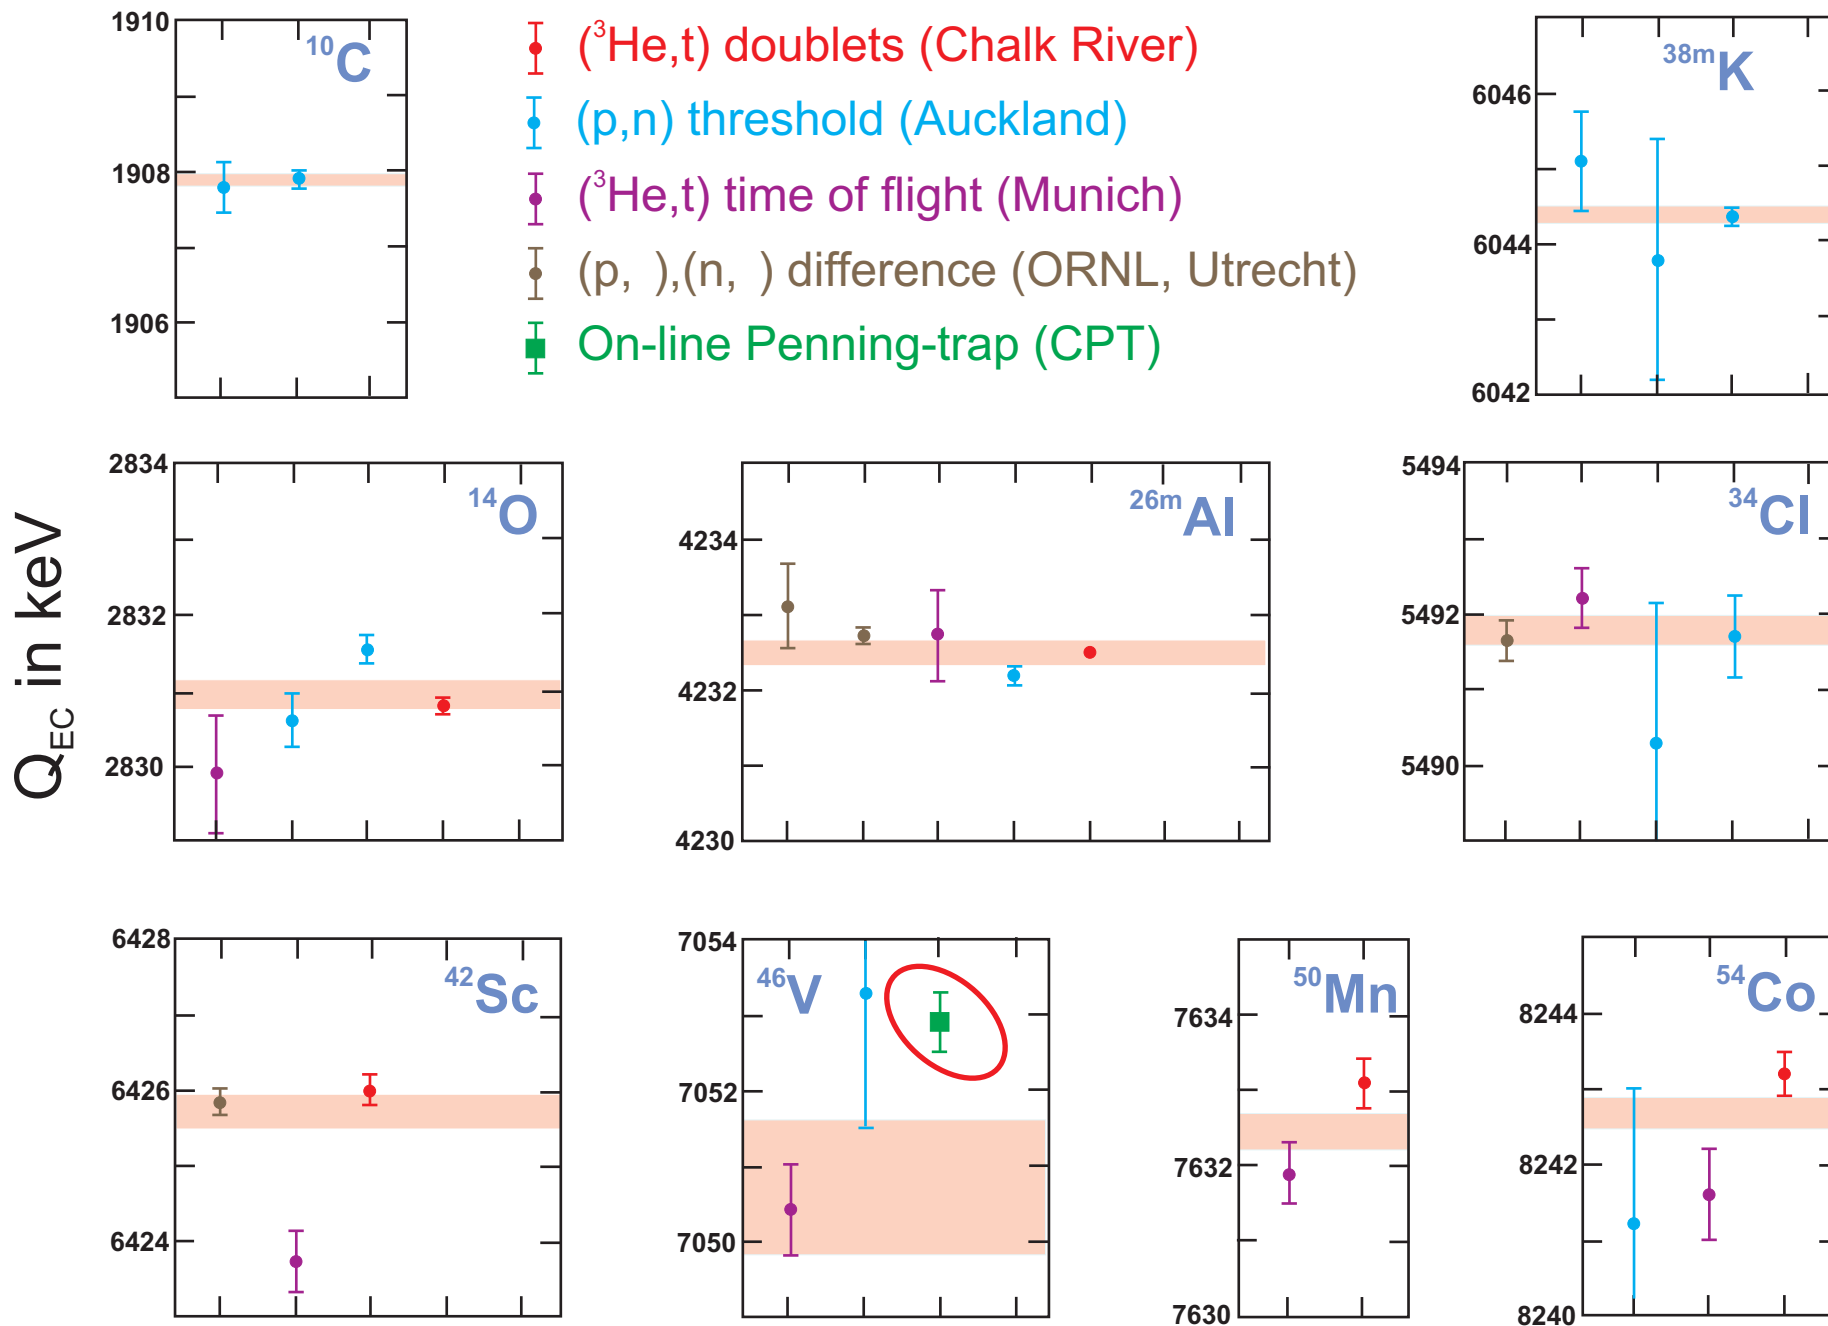 1910
1908
1906
¹⁰C
(³He,t) doublets (Chalk River)
(p,n) threshold (Auckland)
(³He,t) time of flight (Munich)
(p, ),(n, ) difference (ORNL, Utrecht)
On-line Penning-trap (CPT)
6046
6044
6042
³⁸ᵐK
Q_EC in keV
2834
2832
2830
¹⁴O
4234
4232
4230
²⁶ᵐAl
5494
5492
5490
³⁴Cl
6428
6426
6424
⁴²Sc
7054
7052
7050
⁴⁶V
7634
7632
7630
⁵⁰Mn
8244
8242
8240
⁵⁴Co